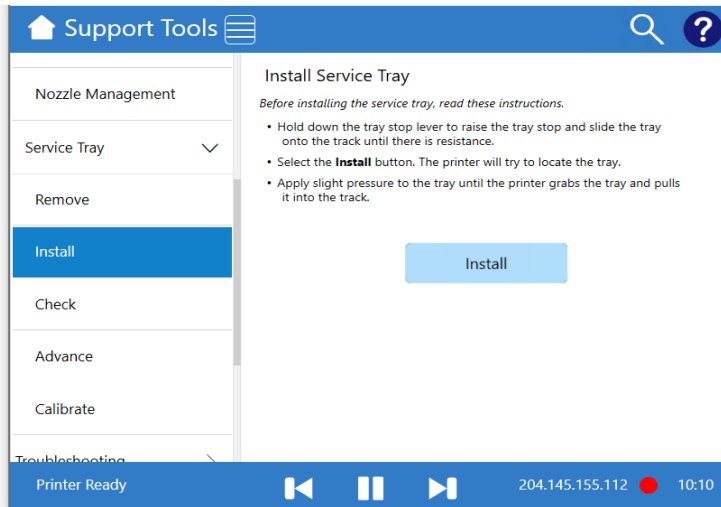 Support Tools
?
Nozzle Management
Service Tray
Remove
Install
Check
Advance
Calibrate
Troubleshooting
Install Service Tray
Before installing the service tray, read these instructions.
• Hold down the tray stop lever to raise the tray stop and slide the tray
onto the track until there is resistance.
• Select the Install button. The printer will try to locate the tray.
• Apply slight pressure to the tray until the printer grabs the tray and pulls
it into the track.
Install
Printer Ready
204.145.155.112
10:10